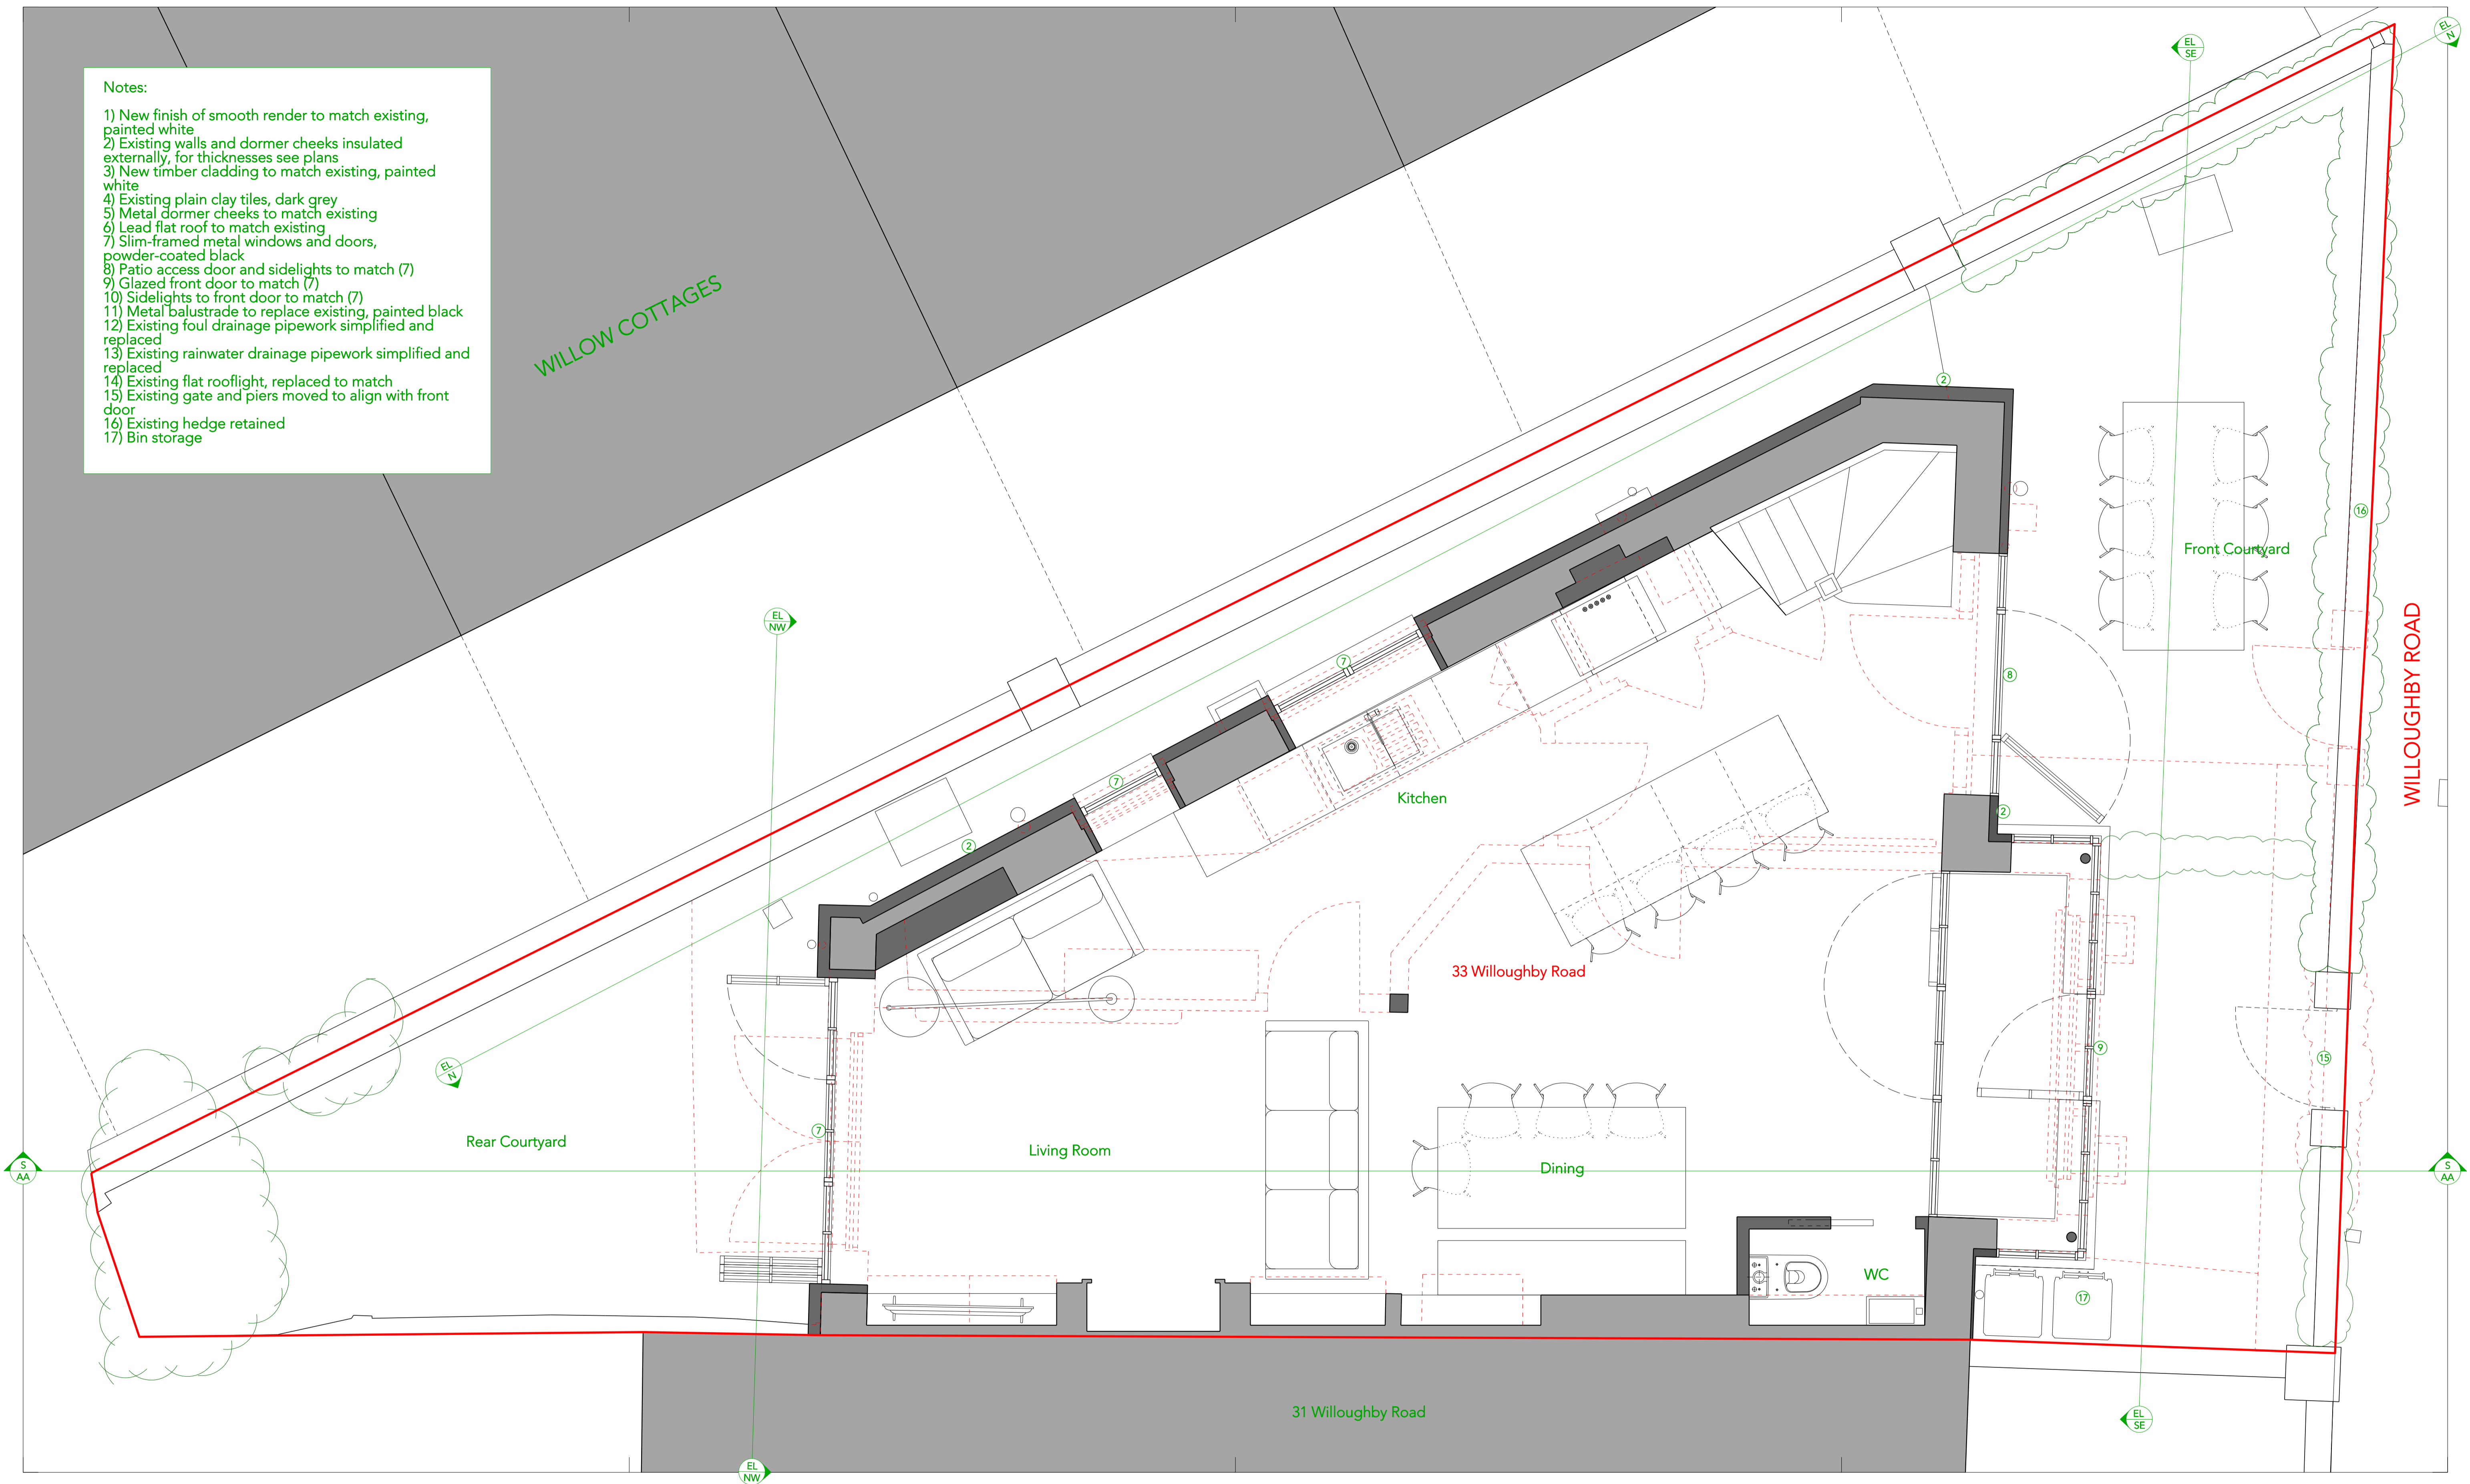 Notes:
1) New finish of smooth render to match existing,
painted white
2) Existing walls and dormer cheeks insulated
externally, for thicknesses see plans
3) New timber cladding to match existing, painted
white
4) Existing plain clay tiles, dark grey
5) Metal dormer cheeks to match existing
6) Lead flat roof to match existing
7) Slim-framed metal windows and doors,
powder-coated black
8) Patio access door and sidelights to match (7)
9) Glazed front door to match (7)
10) Sidelights to front door to match (7)
11) Metal balustrade to replace existing, painted black
12) Existing foul drainage pipework simplified and
replaced
13) Existing rainwater drainage pipework simplified and
replaced
14) Existing flat rooflight, replaced to match
15) Existing gate and piers moved to align with front
door
16) Existing hedge retained
17) Bin storage
WILLOW COTTAGES
EL
N
EL
SE
2
16
Front Courtyard
EL
NW
7
8
WILLOUGHBY ROAD
7
Kitchen
2
2
33 Willoughby Road
9
15
EL
N
7
Rear Courtyard
Living Room
Dining
S
AA
S
AA
WC
17
31 Willoughby Road
EL
SE
EL
NW